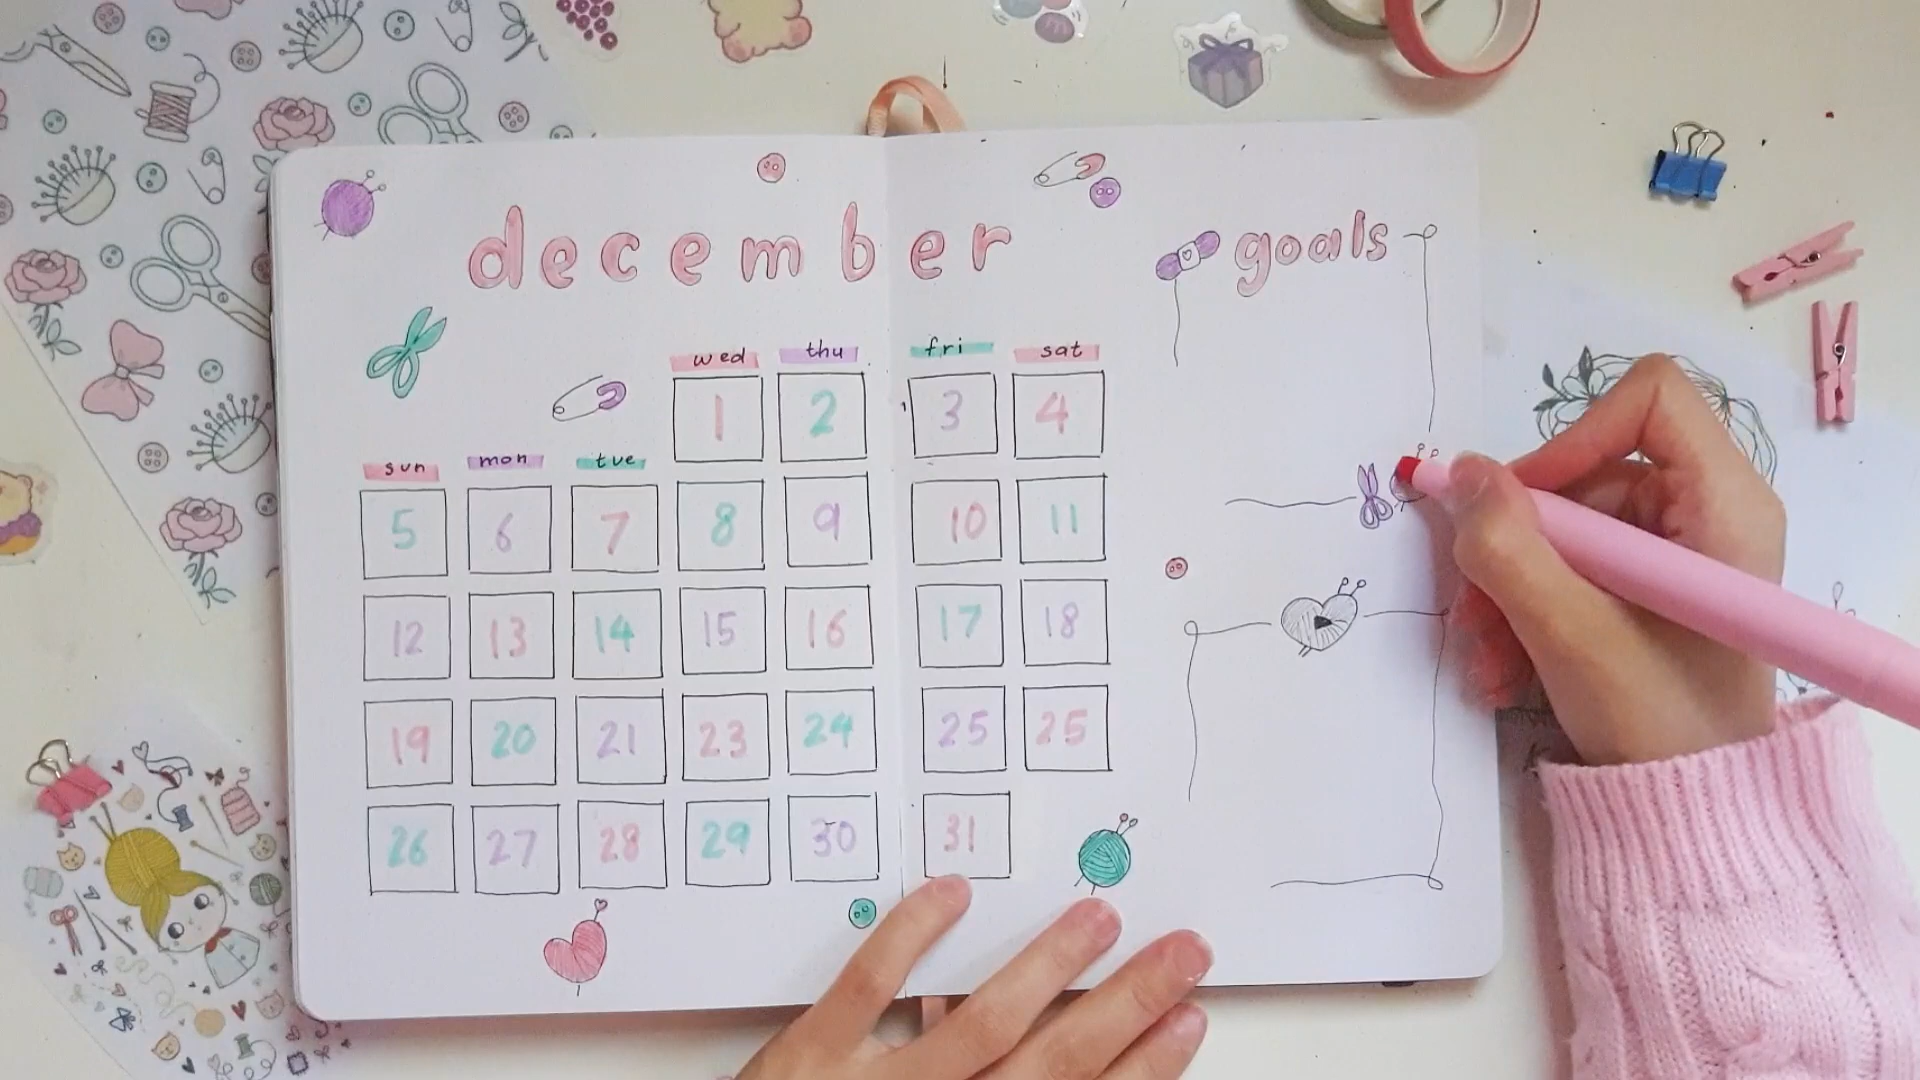 december
goals
wed thu fri sat
1 2 3 4
sun mon tue
5 6 7 8 9 10 11
12 13 14 15 16 17 18
19 20 21 23 24 25 25
26 27 28 29 30 31